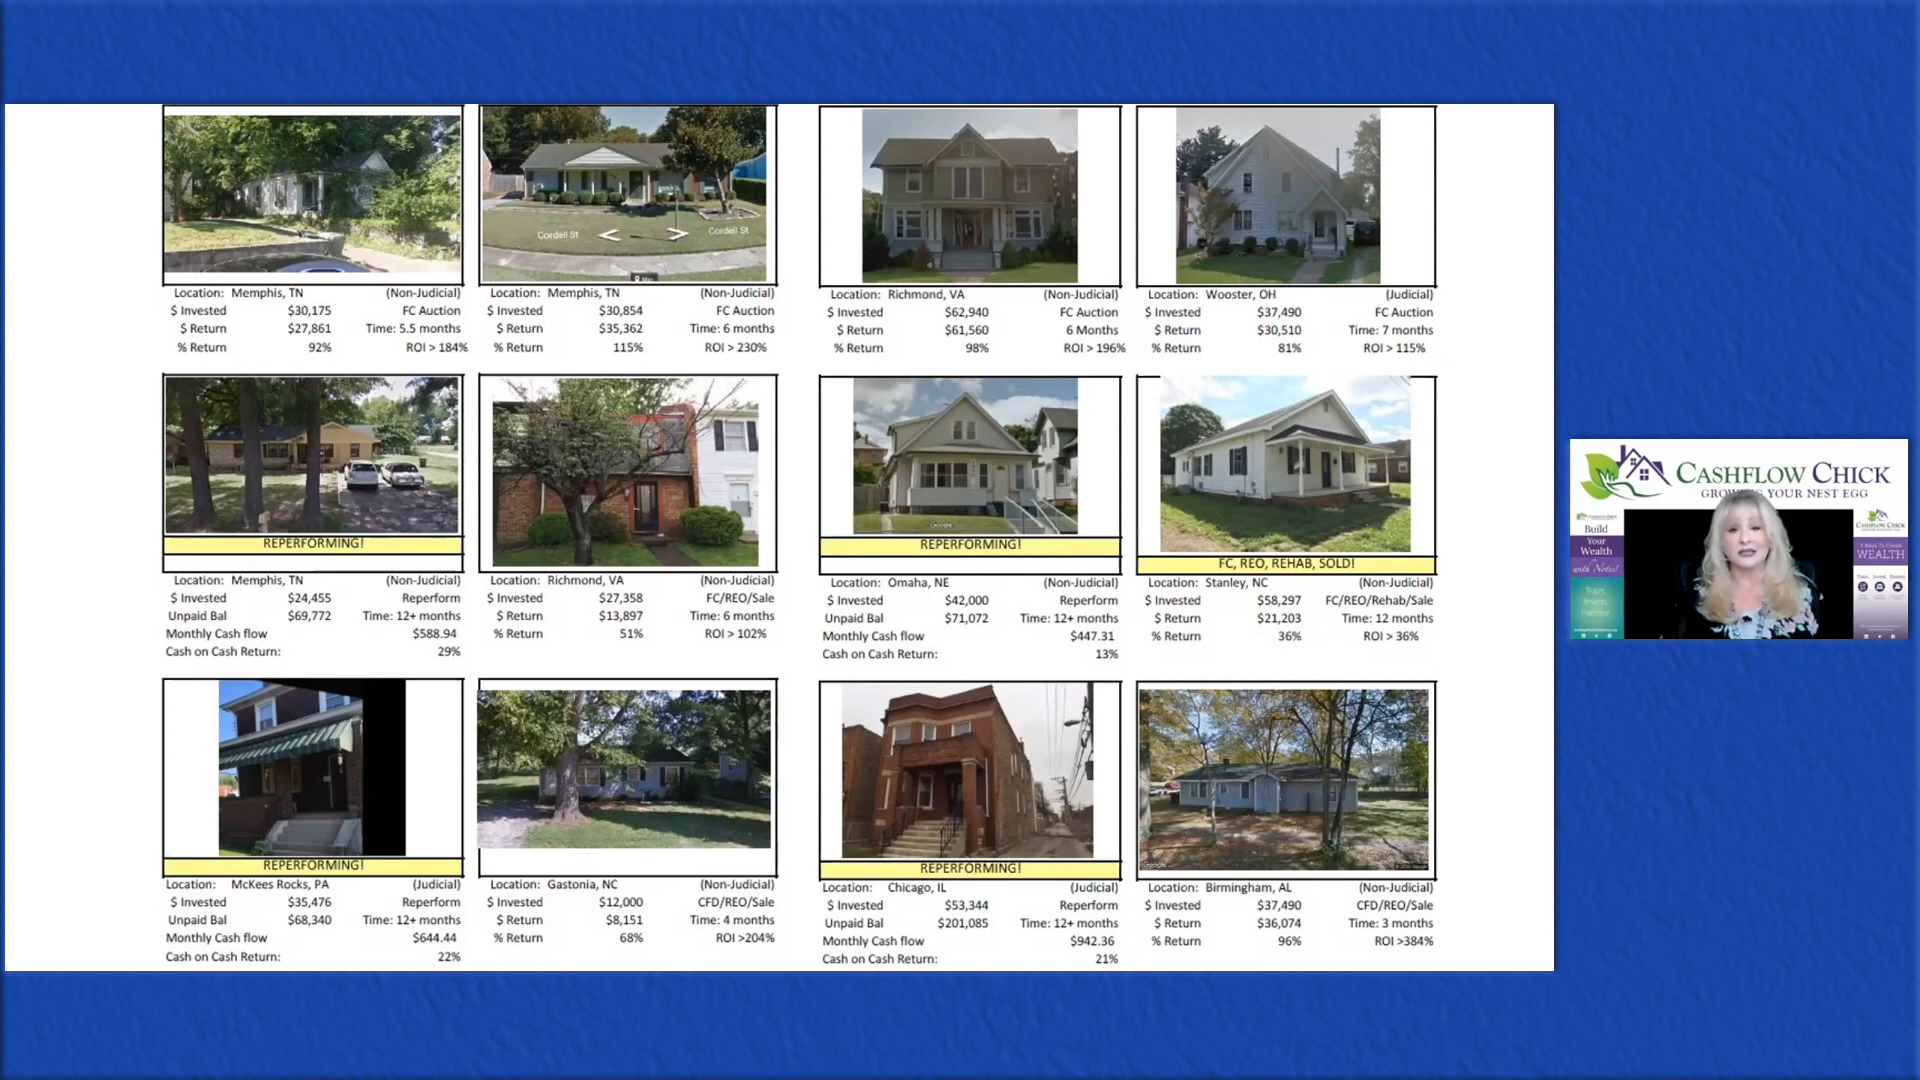 Cordell St
Cordell St
Location: Memphis, TN (Non-Judicial)
$ Invested $30,175 FC Auction
$ Return $27,861 Time: 5.5 months
% Return 92% ROI > 184%
Location: Memphis, TN (Non-Judicial)
$ Invested $30,854 FC Auction
$ Return $35,362 Time: 6 months
% Return 115% ROI > 230%
Location: Richmond, VA (Non-Judicial)
$ Invested $62,940 FC Auction
$ Return $61,560 6 Months
% Return 98% ROI > 196%
Location: Wooster, OH (Judicial)
$ Invested $37,490 FC Auction
$ Return $30,510 Time: 7 months
% Return 81% ROI > 115%
REPERFORMING!
Location: Memphis, TN (Non-Judicial)
$ Invested $24,455 Reperform
Unpaid Bal $69,772 Time: 12+ months
Monthly Cash flow $588.94
Cash on Cash Return: 29%
Location: Richmond, VA (Non-Judicial)
$ Invested $27,358 FC/REO/Sale
$ Return $13,897 Time: 6 months
% Return 51% ROI > 102%
Google
REPERFORMING!
Location: Omaha, NE (Non-Judicial)
$ Invested $42,000 Reperform
Unpaid Bal $71,072 Time: 12+ months
Monthly Cash flow $447.31
Cash on Cash Return: 13%
FC, REO, REHAB, SOLD!
Location: Stanley, NC (Non-Judicial)
$ Invested $58,297 FC/REO/Rehab/Sale
$ Return $21,203 Time: 12 months
% Return 36% ROI > 36%
REPERFORMING!
Location: McKees Rocks, PA (Judicial)
$ Invested $35,476 Reperform
Unpaid Bal $68,340 Time: 12+ months
Monthly Cash flow $644.44
Cash on Cash Return: 22%
Location: Gastonia, NC (Non-Judicial)
$ Invested $12,000 CFD/REO/Sale
$ Return $8,151 Time: 4 months
% Return 68% ROI >204%
REPERFORMING!
Location: Chicago, IL (Judicial)
$ Invested $53,344 Reperform
Unpaid Bal $201,085 Time: 12+ months
Monthly Cash flow $942.36
Cash on Cash Return: 21%
Google
Location: Birmingham, AL (Non-Judicial)
$ Invested $37,490 CFD/REO/Sale
$ Return $36,074 Time: 3 months
% Return 96% ROI >384%
CASHFLOW CHICK
YOUR NEST EGG
Build
Your
Wealth
with Notes!
Train,
Invest,
Partner
CASHFLOW CHICK
WEALTH